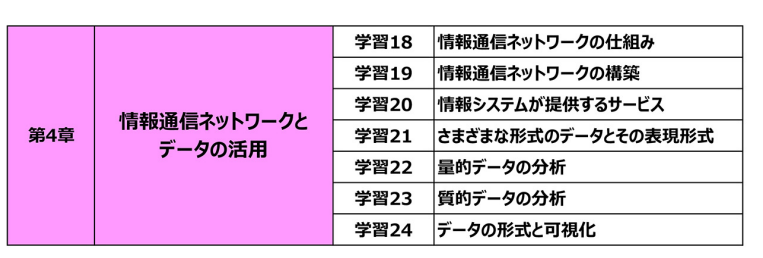 第4章
情報通信ネットワークと
データの活用
学習18 情報通信ネットワークの仕組み
学習19 情報通信ネットワークの構築
学習20 情報システムが提供するサービス
学習21 さまざまな形式のデータとその表現形式
学習22 量的データの分析
学習23 質的データの分析
学習24 データの形式と可視化